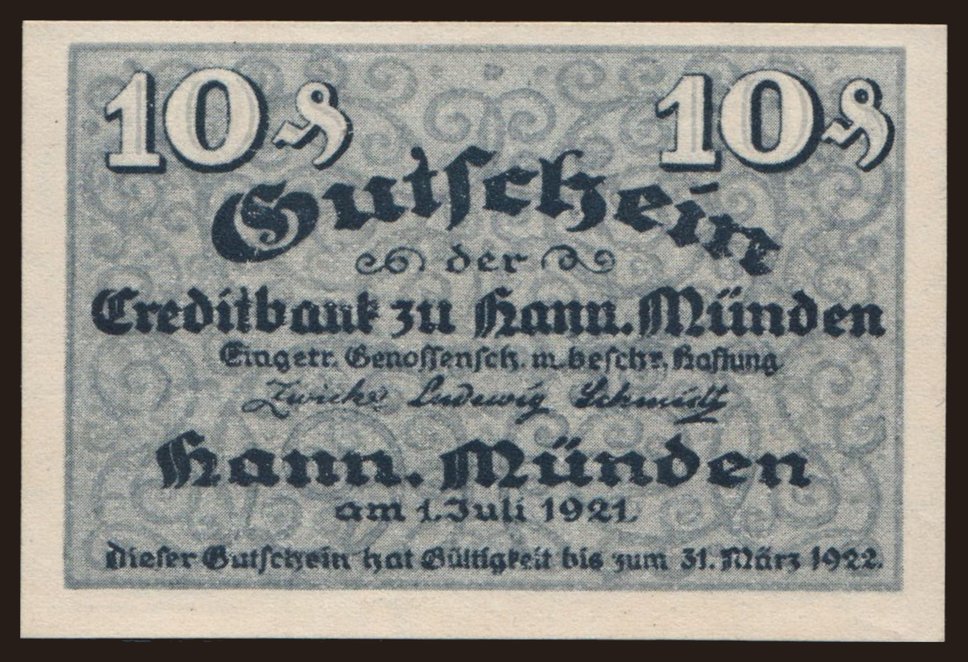 10 ₰ 10 ₰
Gutschein
der
Creditbank zu Hann. Münden
Eingetr. Genossensch. m. beschr. Haftung
Zwicke Ludewig Schmidt
Hann. Münden
am 1. Juli 1921.
Dieser Gutschein hat Gültigkeit bis zum 31. März 1922.